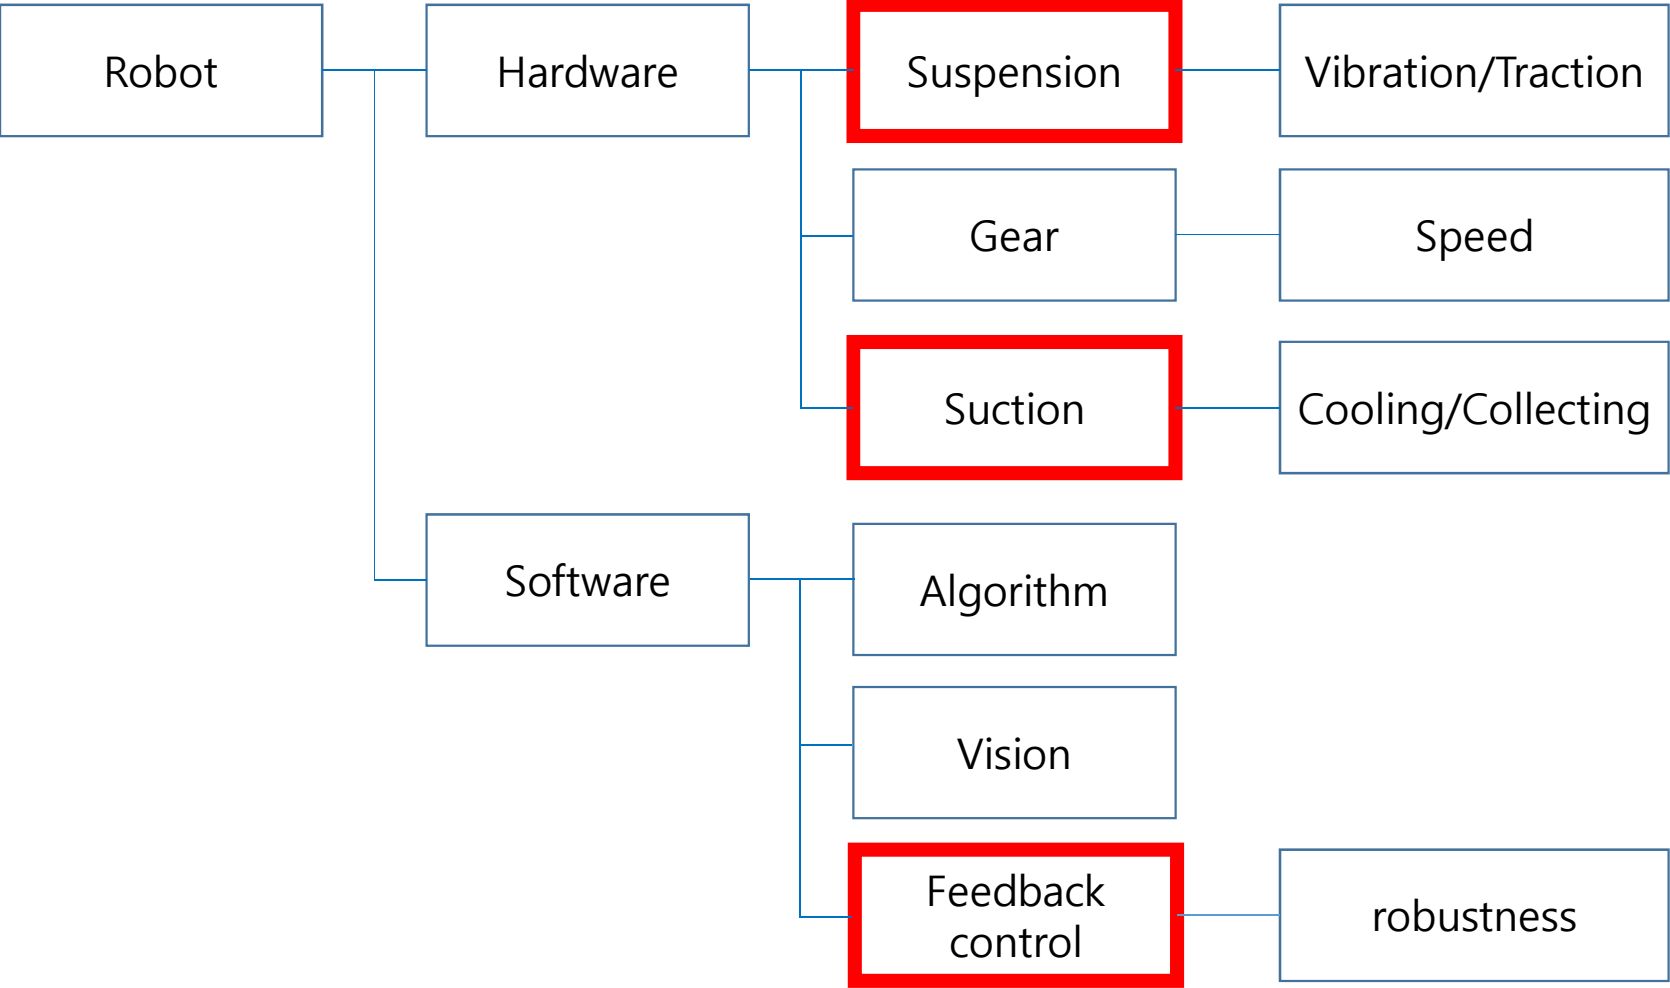 Robot
Hardware
Suspension
Vibration/Traction
Gear
Speed
Suction
Cooling/Collecting
Software
Algorithm
Vision
Feedback
control
robustness